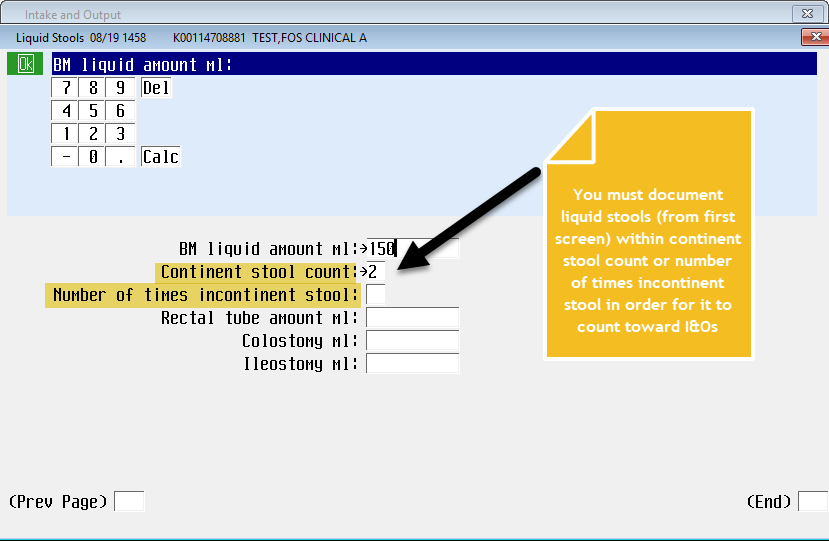 Intake and Output
Liquid Stools 08/19 1458 K00114708881 TEST,FOS CLINICAL A
Ok BM liquid amount ml:
7 8 9 Del
4 5 6
1 2 3
- 0 . Calc
You must document
liquid stools (from first
screen) within continent
stool count or number
of times incontinent
stool in order for it to
count toward I&Os
BM liquid amount ml:→150
Continent stool count:→2
Number of times incontinent stool:
Rectal tube amount ml:
Colostomy ml:
Ileostomy ml:
(Prev Page)
(End)